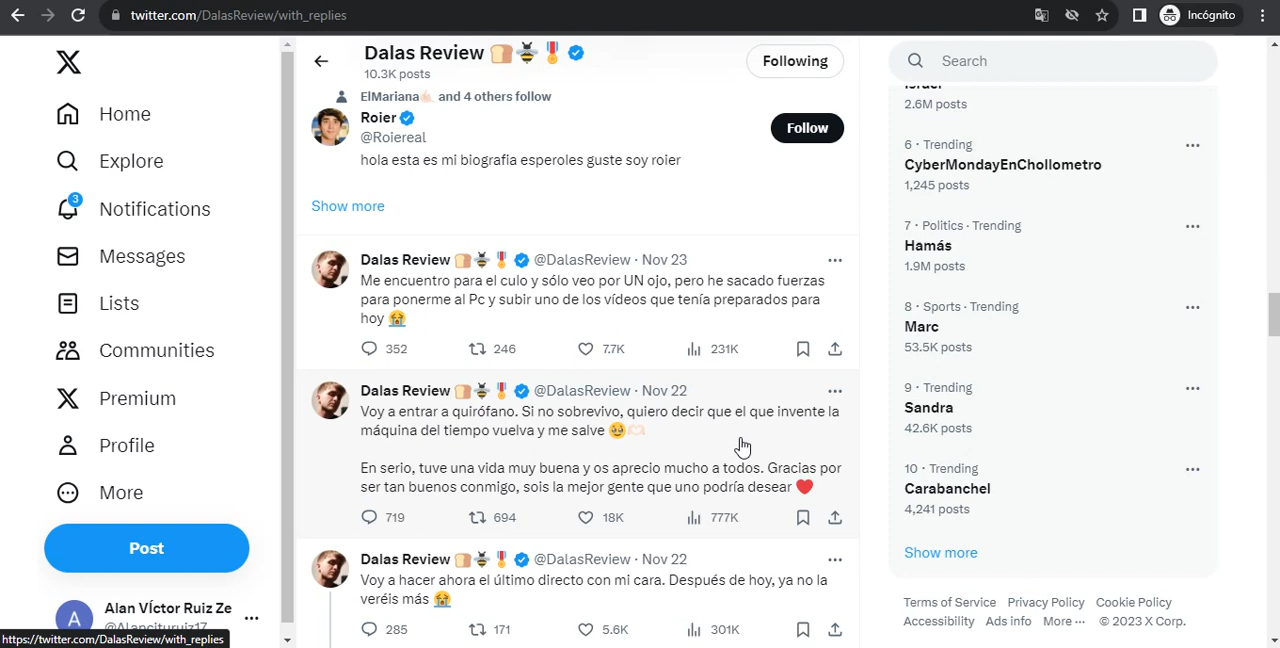 twitter.com/DalasReview/with_replies
Incógnito
Home
Explore
3
Notifications
Messages
Lists
Communities
Premium
Profile
More
Post
Alan VÍctor Ruiz Ze
@Alancituruiz17
https://twitter.com/DalasReview/with_replies
Dalas Review
10.3K posts
Following
ElMariana and 4 others follow
Roier
@Roiereal
Follow
hola esta es mi biografia esperoles guste soy roier
Show more
Dalas Review @DalasReview · Nov 23
Me encuentro para el culo y sólo veo por UN ojo, pero he sacado fuerzas
para ponerme al Pc y subir uno de los vídeos que tenía preparados para
hoy
352 246 7.7K 231K
Dalas Review @DalasReview · Nov 22
Voy a entrar a quirófano. Si no sobrevivo, quiero decir que el que invente la
máquina del tiempo vuelva y me salve
En serio, tuve una vida muy buena y os aprecio mucho a todos. Gracias por
ser tan buenos conmigo, sois la mejor gente que uno podría desear
719 694 18K 777K
Dalas Review @DalasReview · Nov 22
Voy a hacer ahora el último directo con mi cara. Después de hoy, ya no la
veréis más
285 171 5.6K 301K
Search
Israel
2.6M posts
6 · Trending
CyberMondayEnChollometro
1,245 posts
7 · Politics · Trending
Hamás
1.9M posts
8 · Sports · Trending
Marc
53.5K posts
9 · Trending
Sandra
42.6K posts
10 · Trending
Carabanchel
4,241 posts
Show more
Terms of Service Privacy Policy Cookie Policy
Accessibility Ads info More ··· © 2023 X Corp.